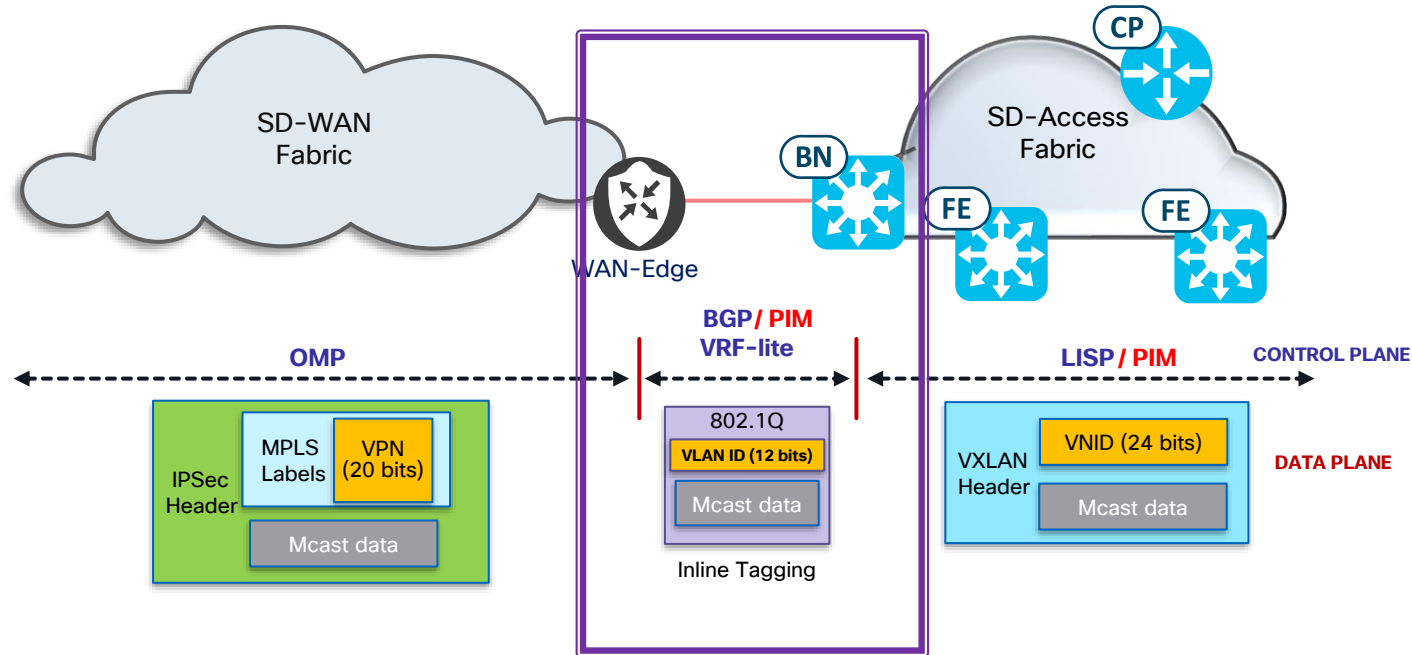 CP
SD-WAN
Fabric
SD-Access
Fabric
BN
FE
FE
WAN-Edge
BGP/ PIM
VRF-lite
OMP
LISP/ PIM
CONTROL PLANE
IPSec
Header
MPLS
Labels
VPN
(20 bits)
Mcast data
802.1Q
VLAN ID (12 bits)
Mcast data
Inline Tagging
VXLAN
Header
VNID (24 bits)
Mcast data
DATA PLANE